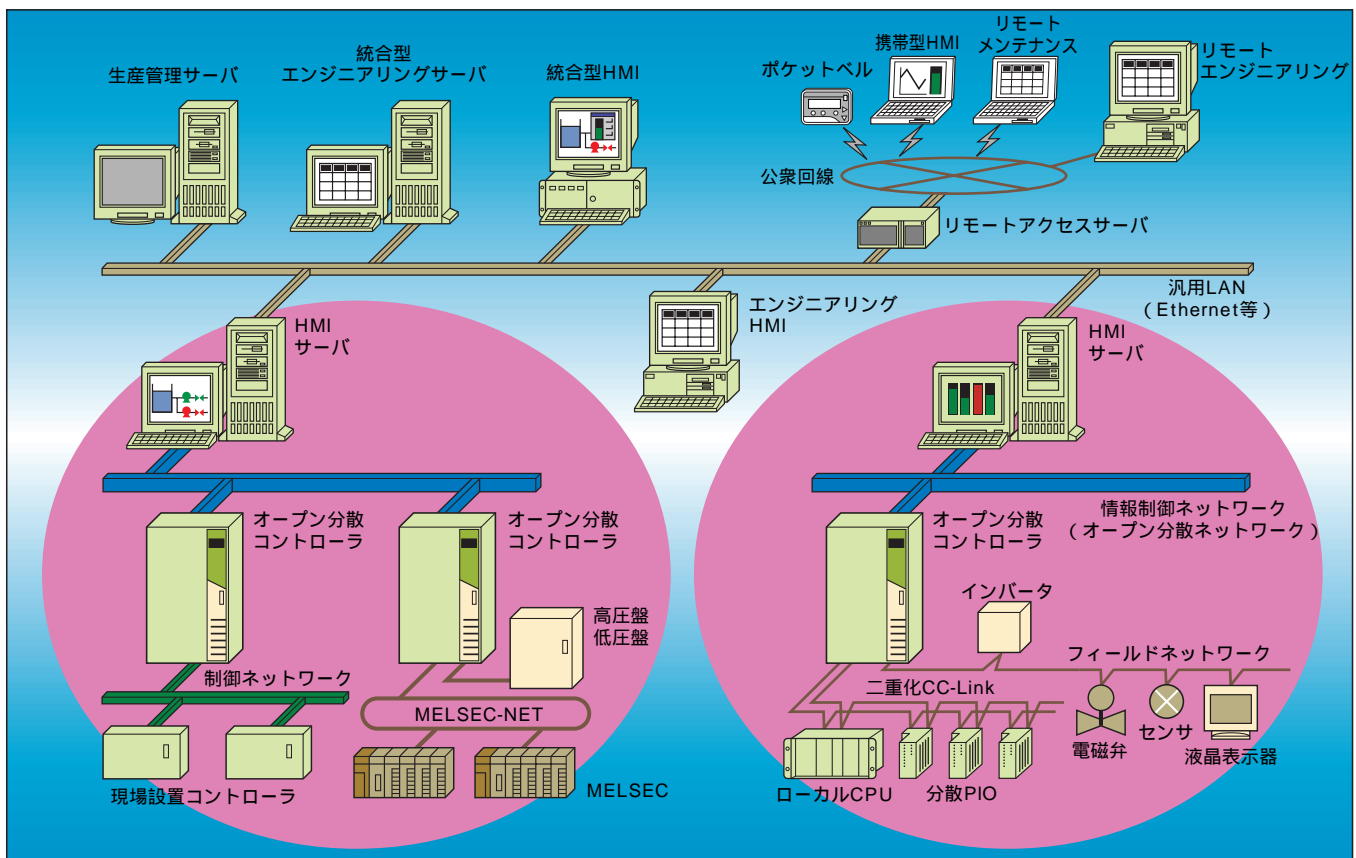 生産管理サーバ
統合型
エンジニアリングサーバ
統合型HMI
ポケットベル
携帯型HMI
リモート
メンテナンス
リモート
エンジニアリング
公衆回線
リモートアクセスサーバ
汎用LAN
（Ethernet等）
HMI
サーバ
エンジニアリング
HMI
HMI
サーバ
オープン分散
コントローラ
オープン分散
コントローラ
オープン分散
コントローラ
情報制御ネットワーク
（オープン分散ネットワーク）
高圧盤
低圧盤
インバータ
制御ネットワーク
MELSEC-NET
二重化CC-Link
フィールドネットワーク
電磁弁
センサ
液晶表示器
現場設置コントローラ
MELSEC
ローカルCPU
分散PIO